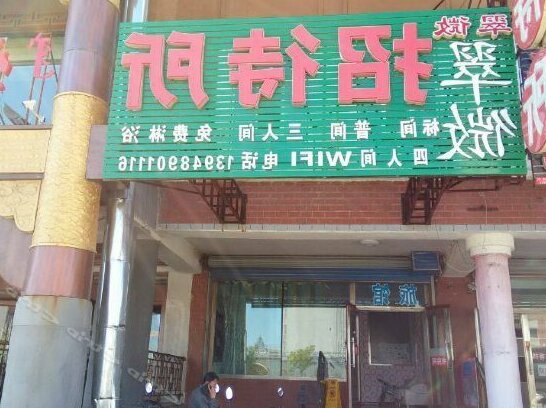 翠微
翠微
招待所
标间 普间 三人间 免费淋浴
四人间 WIFI 电话 13948901116
旅馆